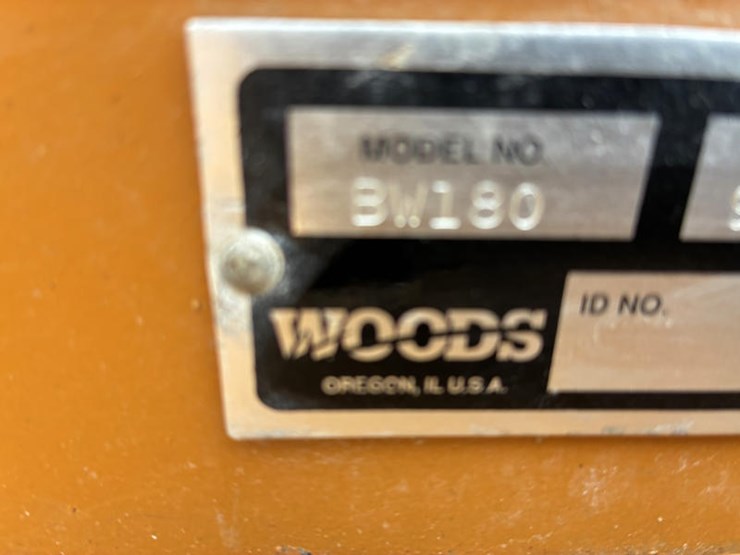 MODEL NO
BW180
WOODS
ID NO.
OREGON, IL U.S.A.